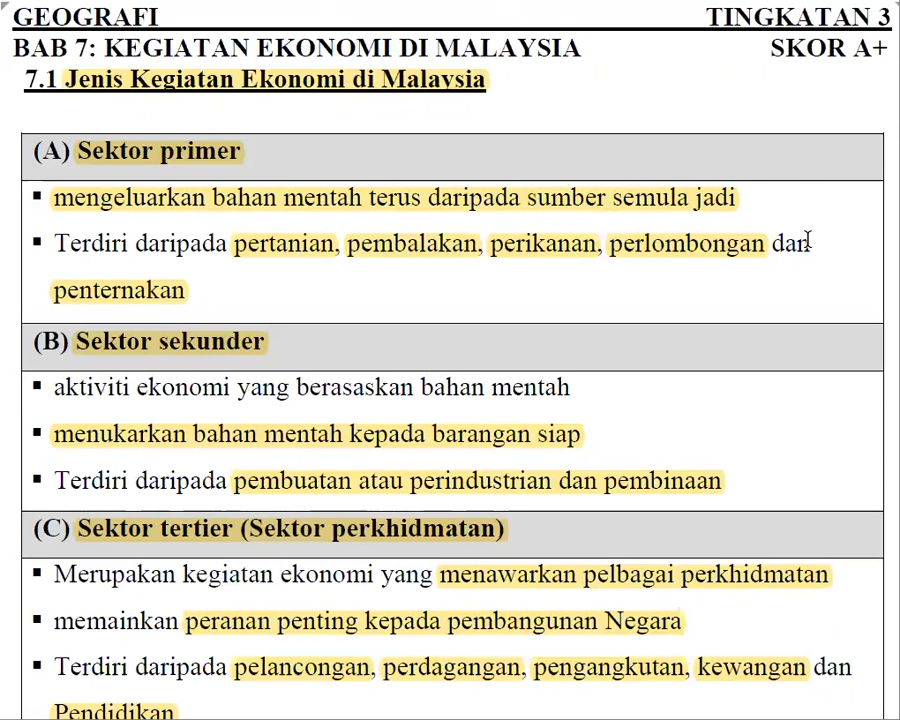 GEOGRAFI TINGKATAN 3
BAB 7: KEGIATAN EKONOMI DI MALAYSIA SKOR A+
7.1 Jenis Kegiatan Ekonomi di Malaysia
(A) Sektor primer
▪ mengeluarkan bahan mentah terus daripada sumber semula jadi
▪ Terdiri daripada pertanian, pembalakan, perikanan, perlombongan dan
penternakan
(B) Sektor sekunder
▪ aktiviti ekonomi yang berasaskan bahan mentah
▪ menukarkan bahan mentah kepada barangan siap
▪ Terdiri daripada pembuatan atau perindustrian dan pembinaan
(C) Sektor tertier (Sektor perkhidmatan)
▪ Merupakan kegiatan ekonomi yang menawarkan pelbagai perkhidmatan
▪ memainkan peranan penting kepada pembangunan Negara
▪ Terdiri daripada pelancongan, perdagangan, pengangkutan, kewangan dan
Pendidikan